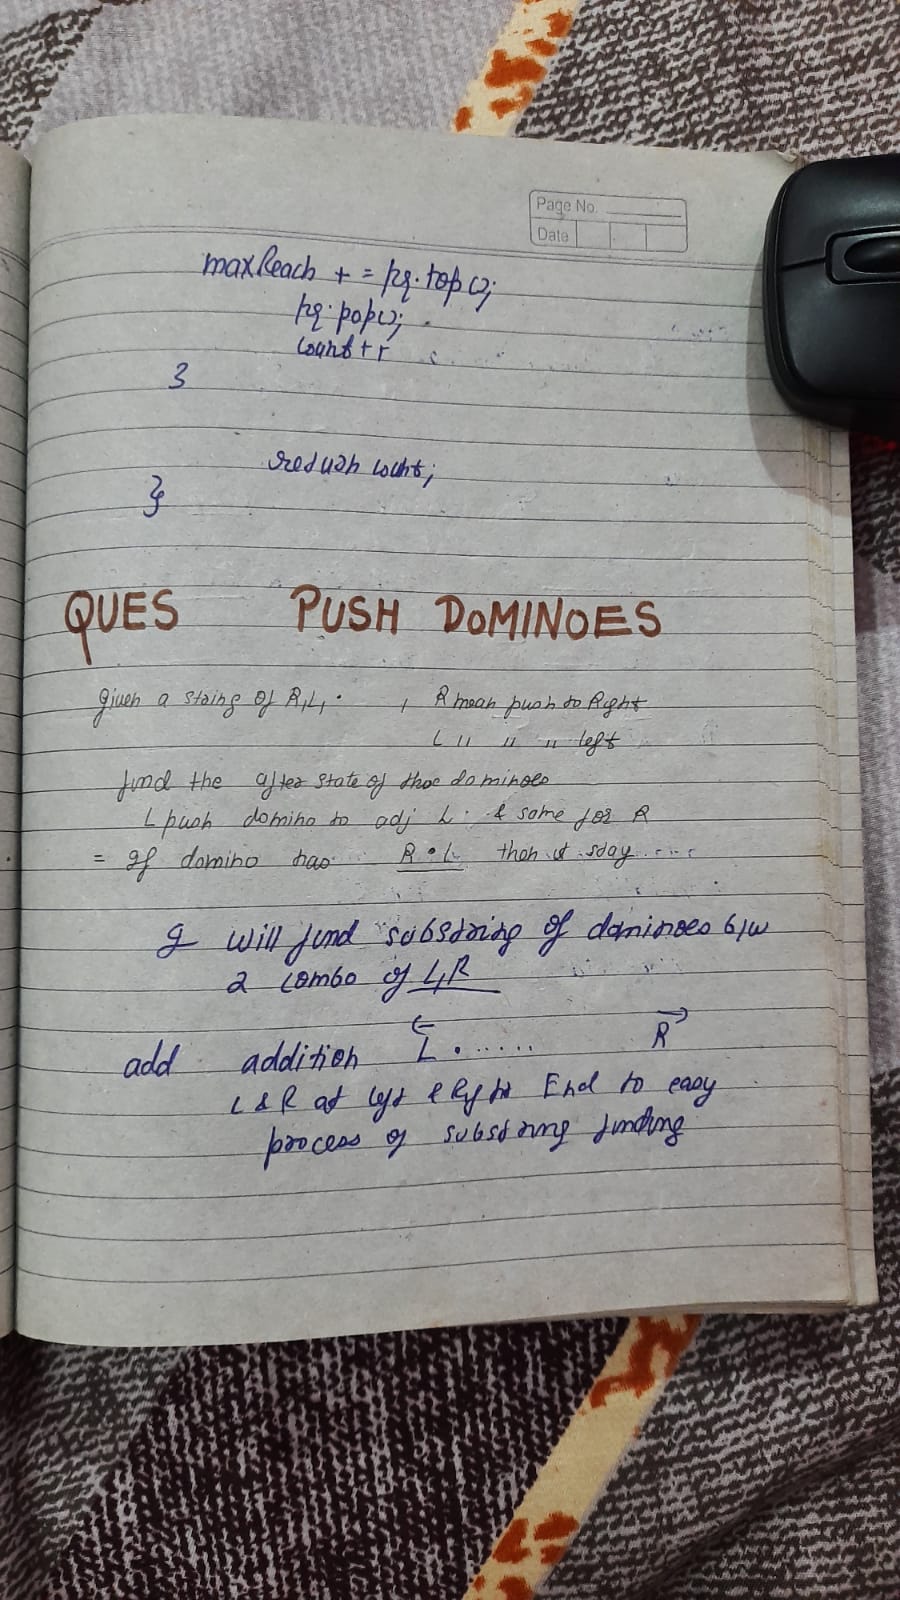 Page No.
Date
maxReach += pq.top();
pq.pop();
count++
}
return count;
}
QUES PUSH DOMINOES
Given a string of R,L, . , R mean push to Right
L " " " left
find the after state of thoe dominoes
L push domino to adj L. & same for R
= If domino has R . L then it stay
I will find substring of dominoes b/w
2 combo of L,R
add addition L . ...... R
L & R at left & Right End to easy
process of substring finding